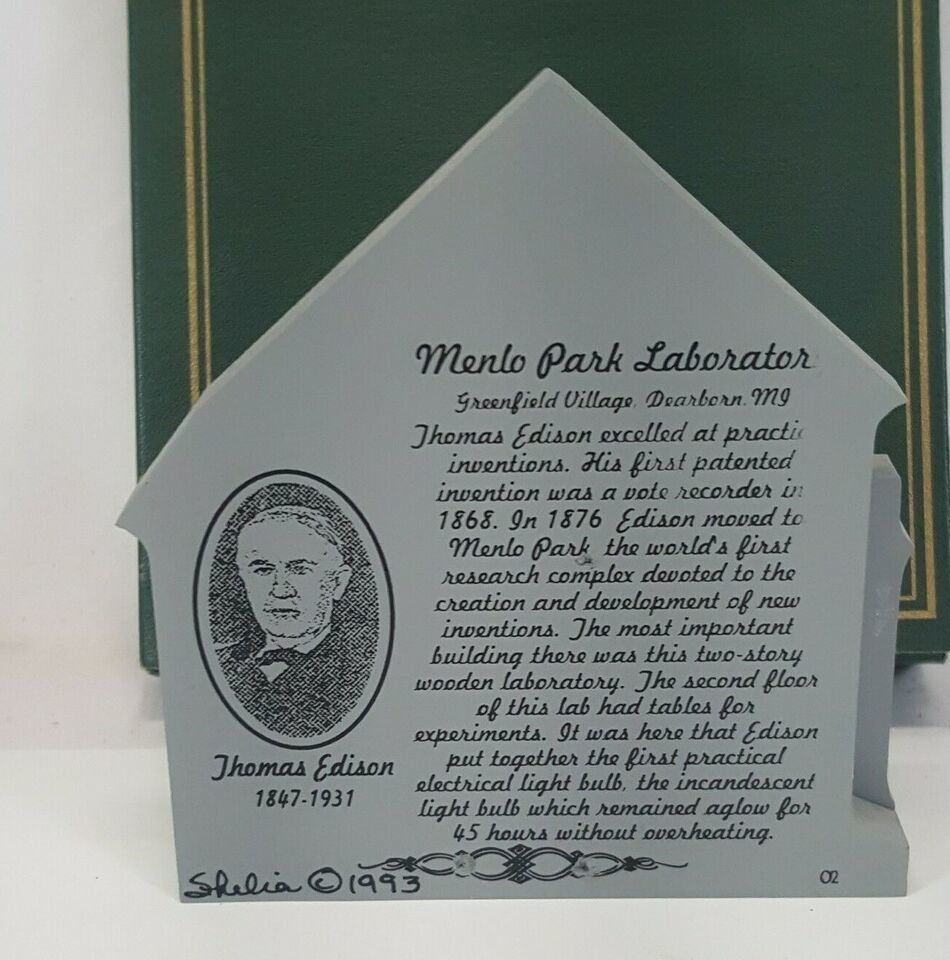 Menlo Park Laborator
Greenfield Village, Dearborn, MI
Thomas Edison excelled at practic
inventions. His first patented
invention was a vote recorder in
1868. In 1876 Edison moved to
Menlo Park, the world's first
research complex devoted to the
creation and development of new
inventions. The most important
building there was this two-story
wooden laboratory. The second floor
of this lab had tables for
experiments. It was here that Edison
put together the first practical
electrical light bulb, the incandescent
light bulb which remained aglow for
45 hours without overheating.
Thomas Edison
1847-1931
Shelia ©1993
02